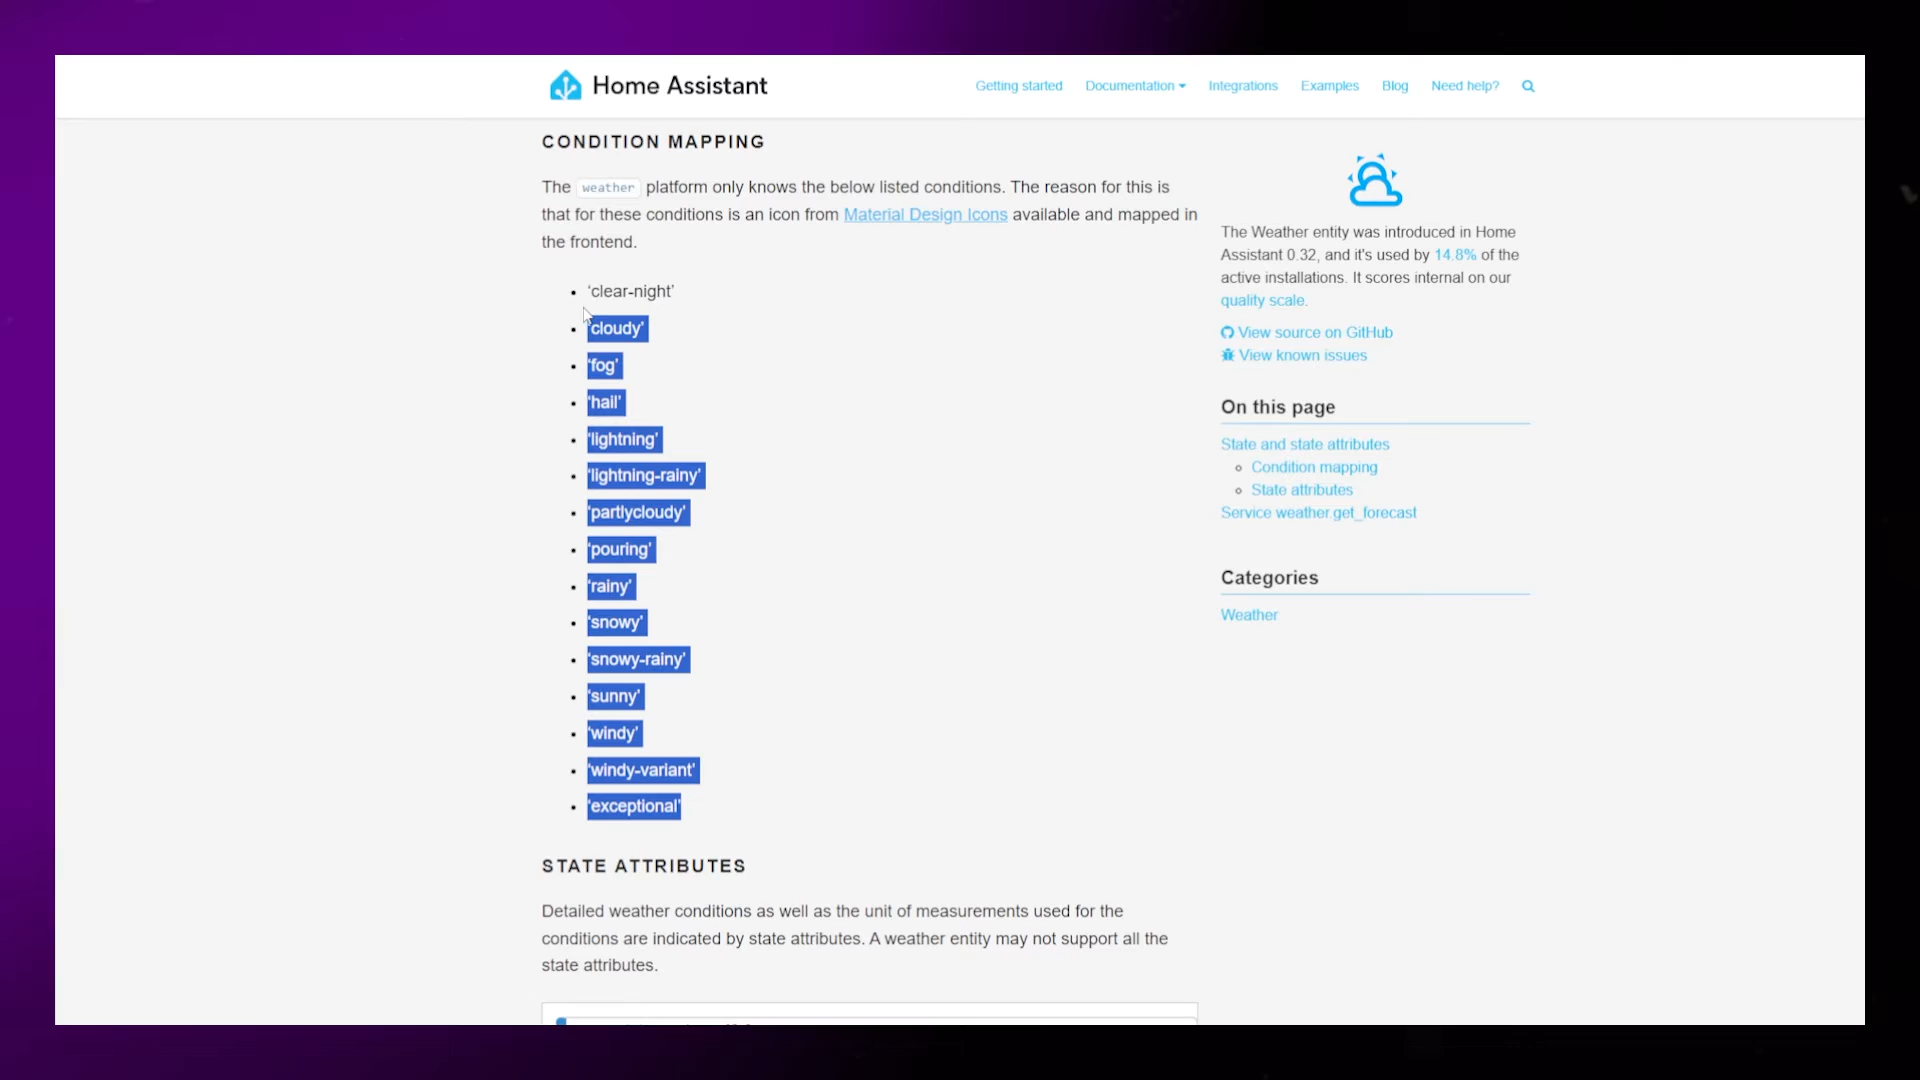 Home Assistant
Getting started Documentation Integrations Examples Blog Need help?
CONDITION MAPPING
The weather platform only knows the below listed conditions. The reason for this is
that for these conditions is an icon from Material Design Icons available and mapped in
the frontend.
‘clear-night’
‘cloudy’
‘fog’
‘hail’
‘lightning’
‘lightning-rainy’
‘partlycloudy’
‘pouring’
‘rainy’
‘snowy’
‘snowy-rainy’
‘sunny’
‘windy’
‘windy-variant’
‘exceptional’
STATE ATTRIBUTES
Detailed weather conditions as well as the unit of measurements used for the
conditions are indicated by state attributes. A weather entity may not support all the
state attributes.
The Weather entity was introduced in Home
Assistant 0.32, and it's used by 14.8% of the
active installations. It scores internal on our
quality scale.
View source on GitHub
View known issues
On this page
State and state attributes
Condition mapping
State attributes
Service weather.get_forecast
Categories
Weather